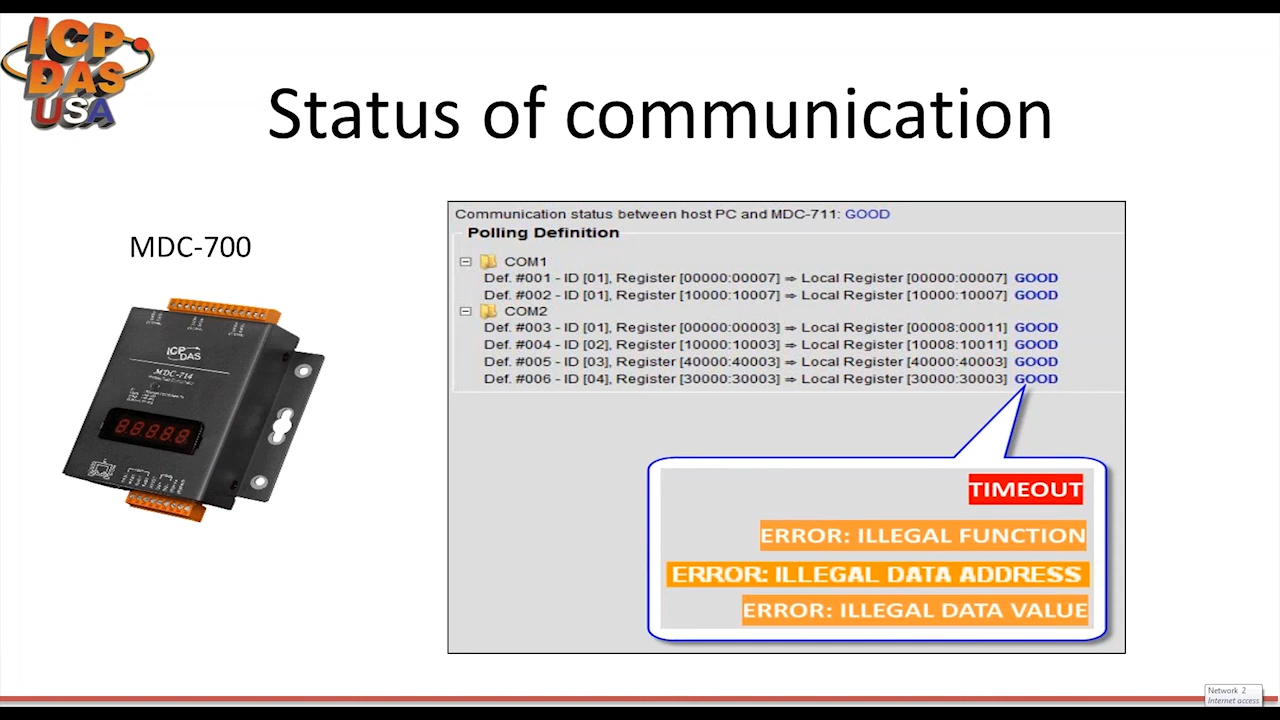 ICP
DAS
USA
Status of communication
MDC-700
ICP
DAS
MDC-714
Communication status between host PC and MDC-711: GOOD
Polling Definition
COM1
Def. #001 - ID [01], Register [00000:00007] ⇒ Local Register [00000:00007] GOOD
Def. #002 - ID [01], Register [10000:10007] ⇒ Local Register [10000:10007] GOOD
COM2
Def. #003 - ID [01], Register [00000:00003] ⇒ Local Register [00008:00011] GOOD
Def. #004 - ID [02], Register [10000:10003] ⇒ Local Register [10008:10011] GOOD
Def. #005 - ID [03], Register [40000:40003] ⇒ Local Register [40000:40003] GOOD
Def. #006 - ID [04], Register [30000:30003] ⇒ Local Register [30000:30003] GOOD
TIMEOUT
ERROR: ILLEGAL FUNCTION
ERROR: ILLEGAL DATA ADDRESS
ERROR: ILLEGAL DATA VALUE
Network 2
Internet access